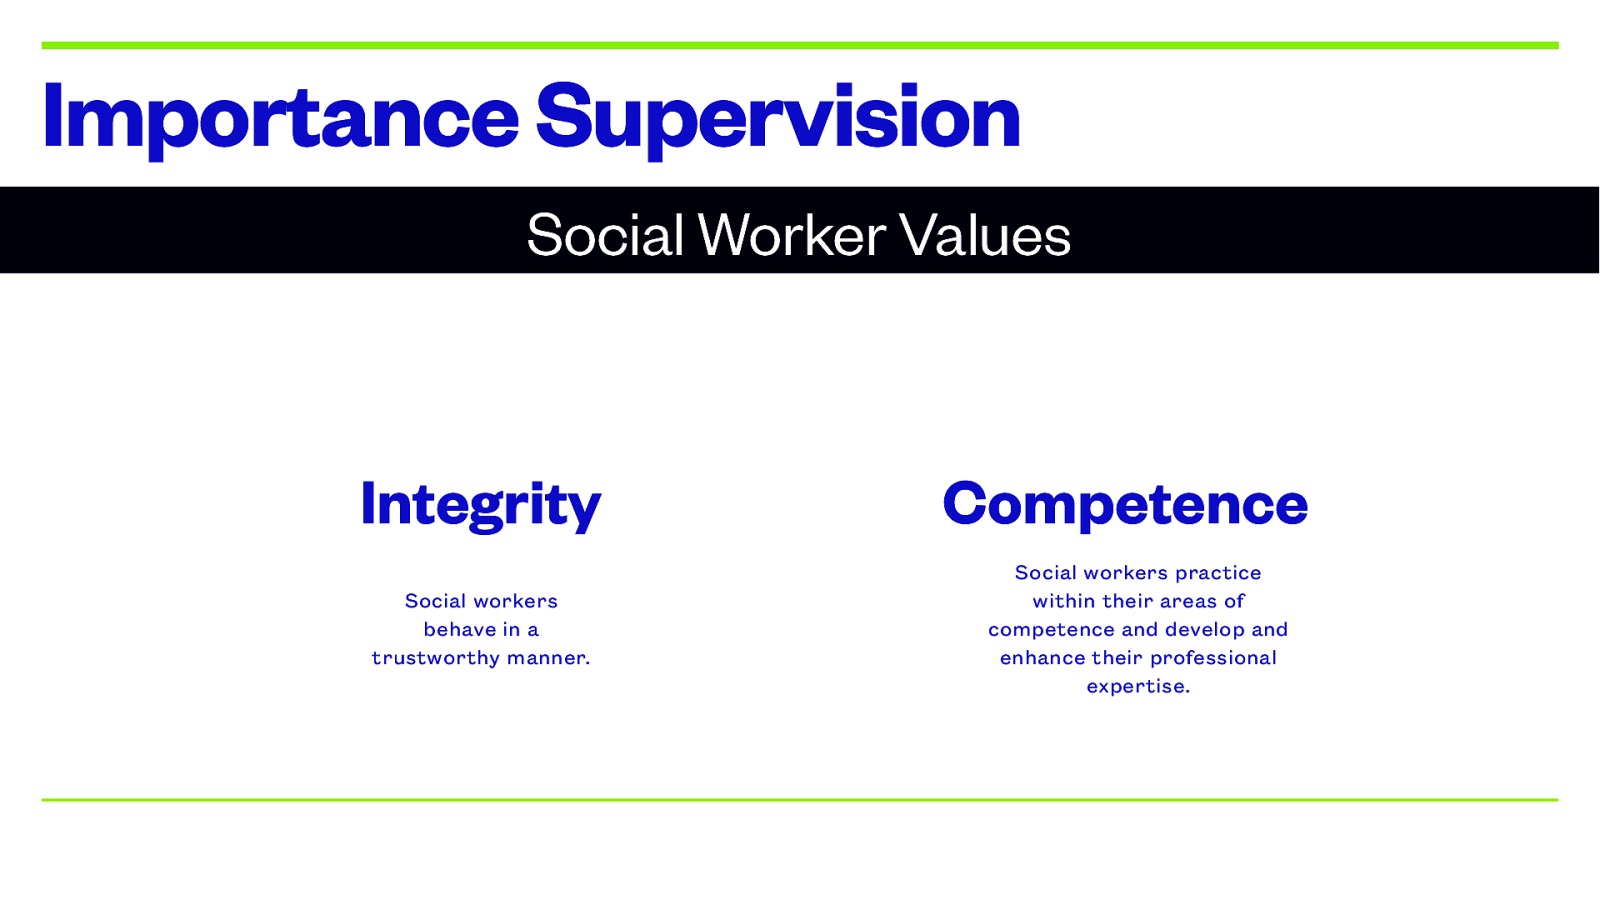 Importance Supervision
Social Worker Values
Integrity
Social workers
behave in a
trustworthy manner.
Competence
Social workers practice
within their areas of
competence and develop and
enhance their professional
expertise.